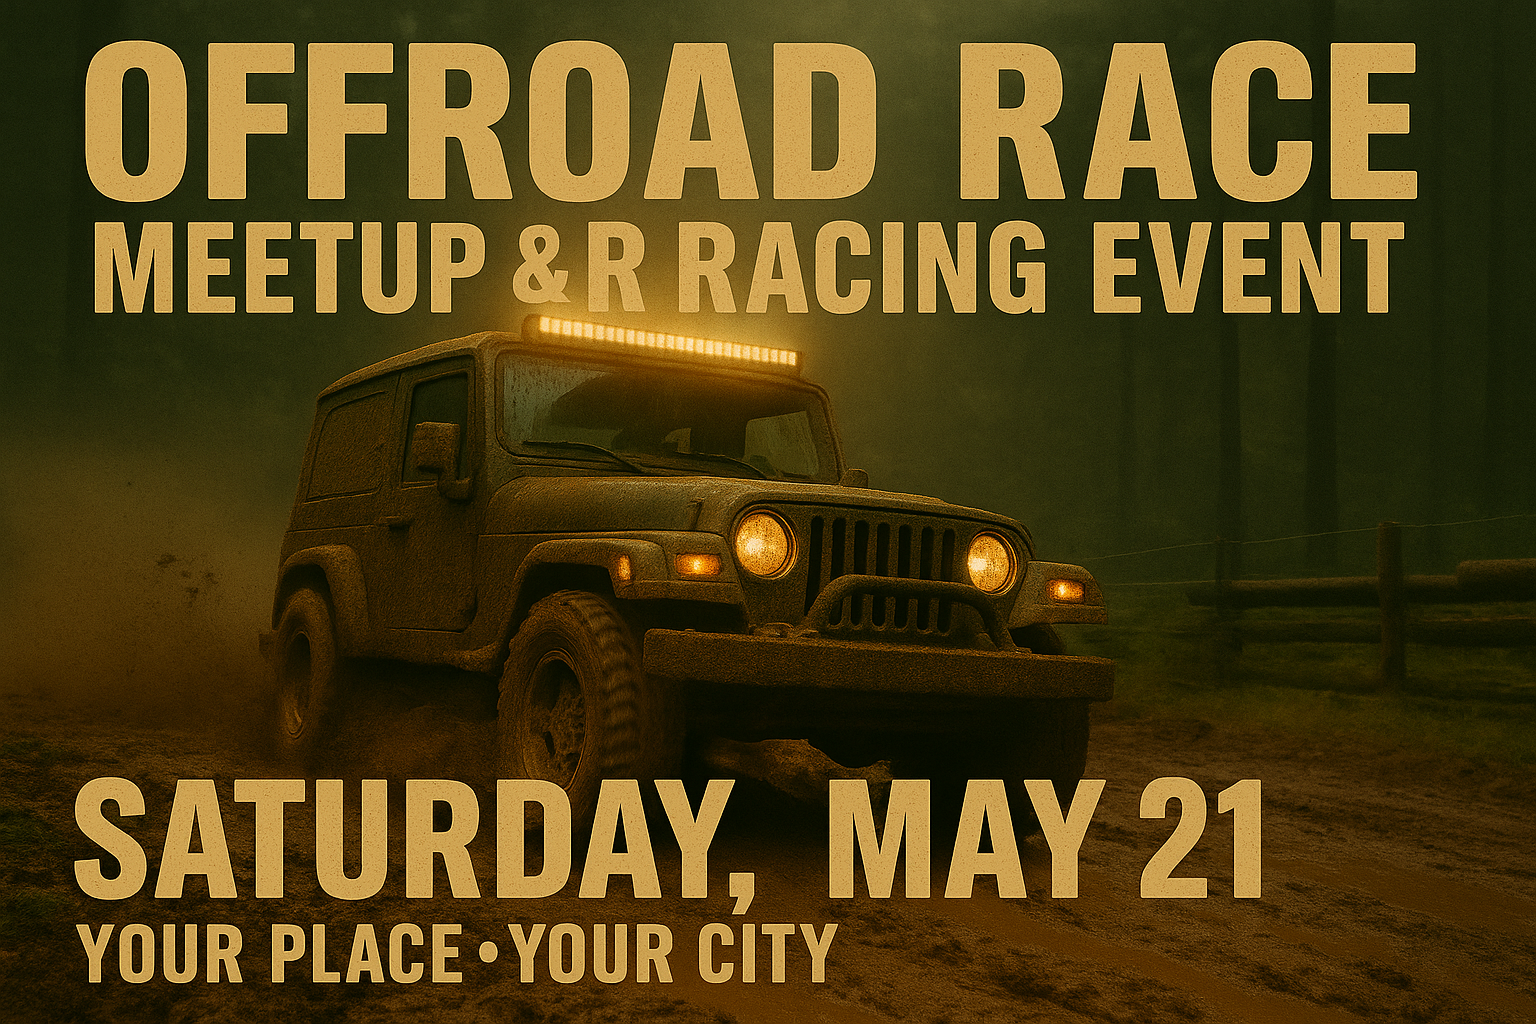 OFFROAD RACE
MEETUP & R RACING EVENT
SATURDAY, MAY 21
YOUR PLACE • YOUR CITY